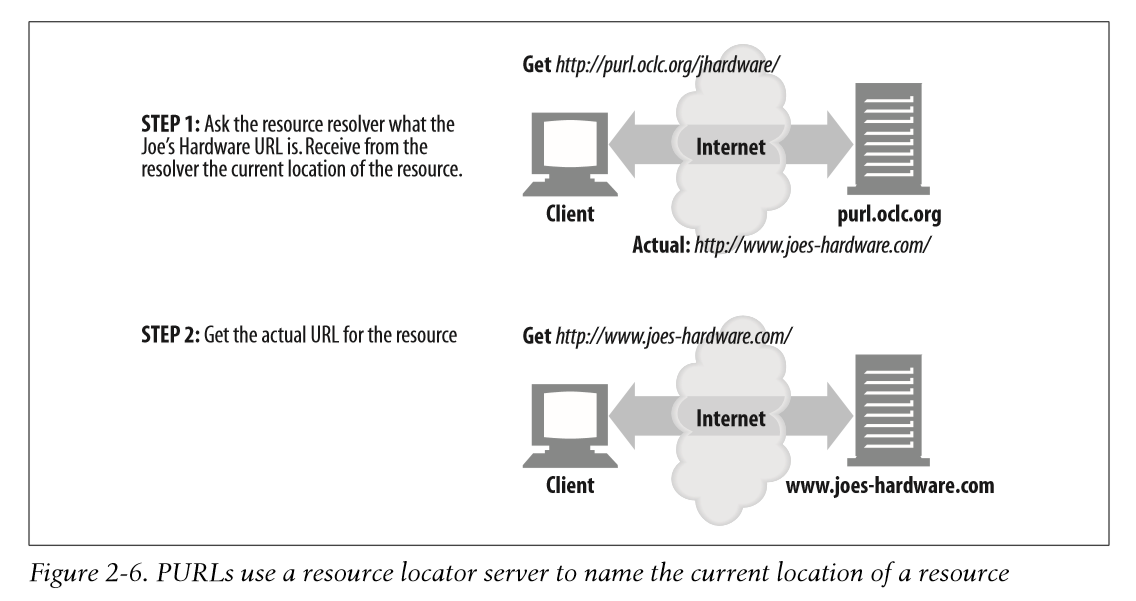 Get http://purl.oclc.org/jhardware/
STEP 1: Ask the resource resolver what the
Joe's Hardware URL is. Receive from the
resolver the current location of the resource.
Internet
Client
purl.oclc.org
Actual: http://www.joes-hardware.com/
STEP 2: Get the actual URL for the resource
Get http://www.joes-hardware.com/
Internet
Client
www.joes-hardware.com
Figure 2-6. PURLs use a resource locator server to name the current location of a resource